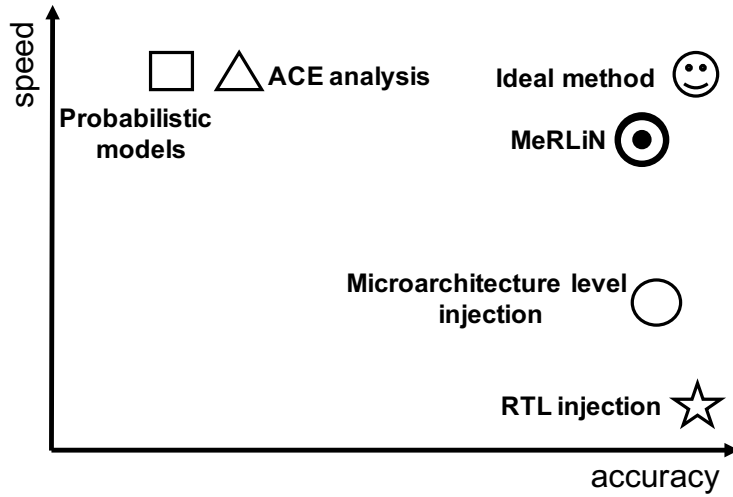 speed
ACE analysis
Ideal method
Probabilistic
models
MeRLiN
Microarchitecture level
injection
RTL injection
accuracy